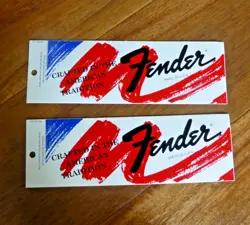 CRAFTED IN THE
AMERICAN
TRADITION
Fender
CRAFTED IN THE
AMERICAN
TRADITION
Fender